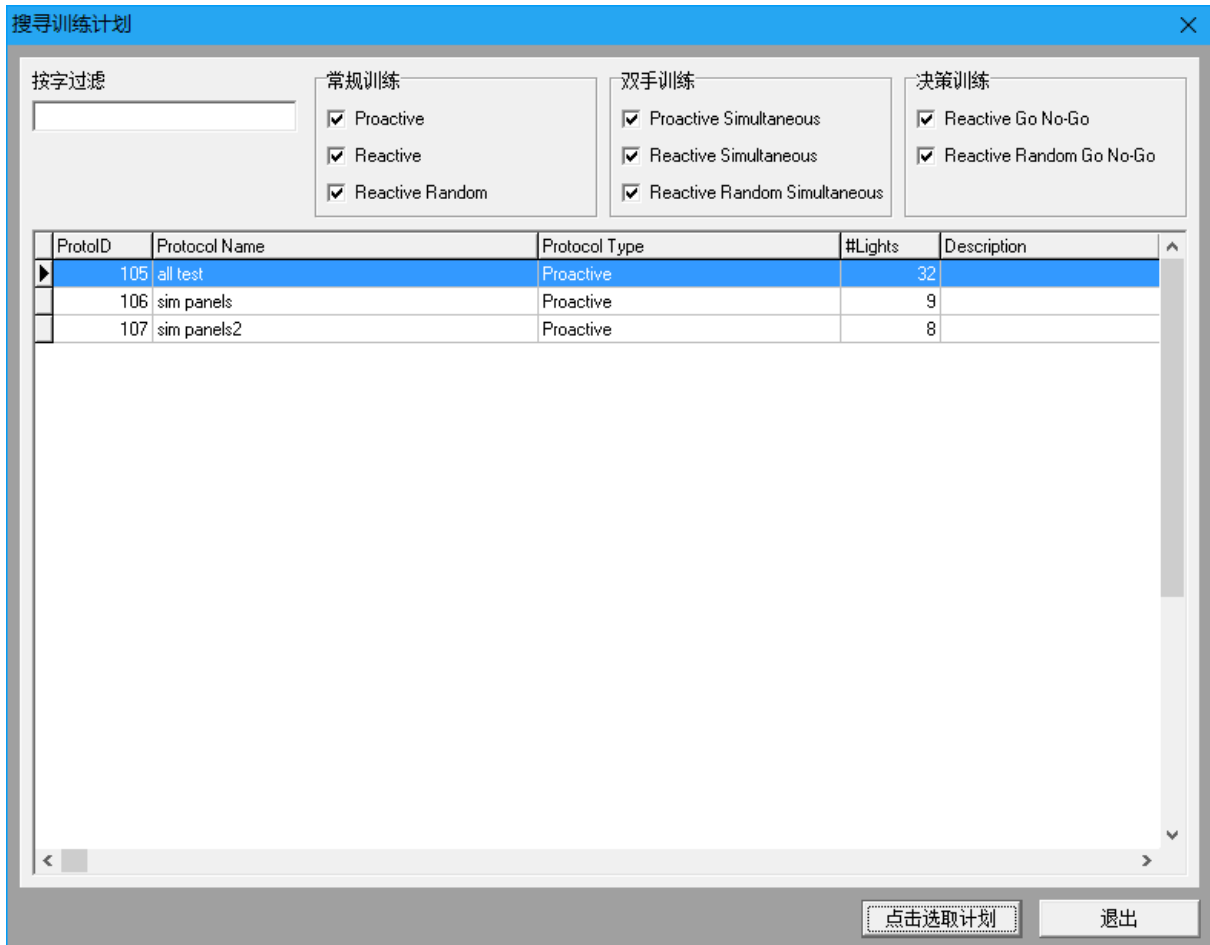 搜寻训练计划
按字过滤
常规训练
Proactive
Reactive
Reactive Random
双手训练
Proactive Simultaneous
Reactive Simultaneous
Reactive Random Simultaneous
决策训练
Reactive Go No-Go
Reactive Random Go No-Go
ProtoID Protocol Name Protocol Type #Lights Description
105 all test Proactive 32
106 sim panels Proactive 9
107 sim panels2 Proactive 8
点击选取计划 退出